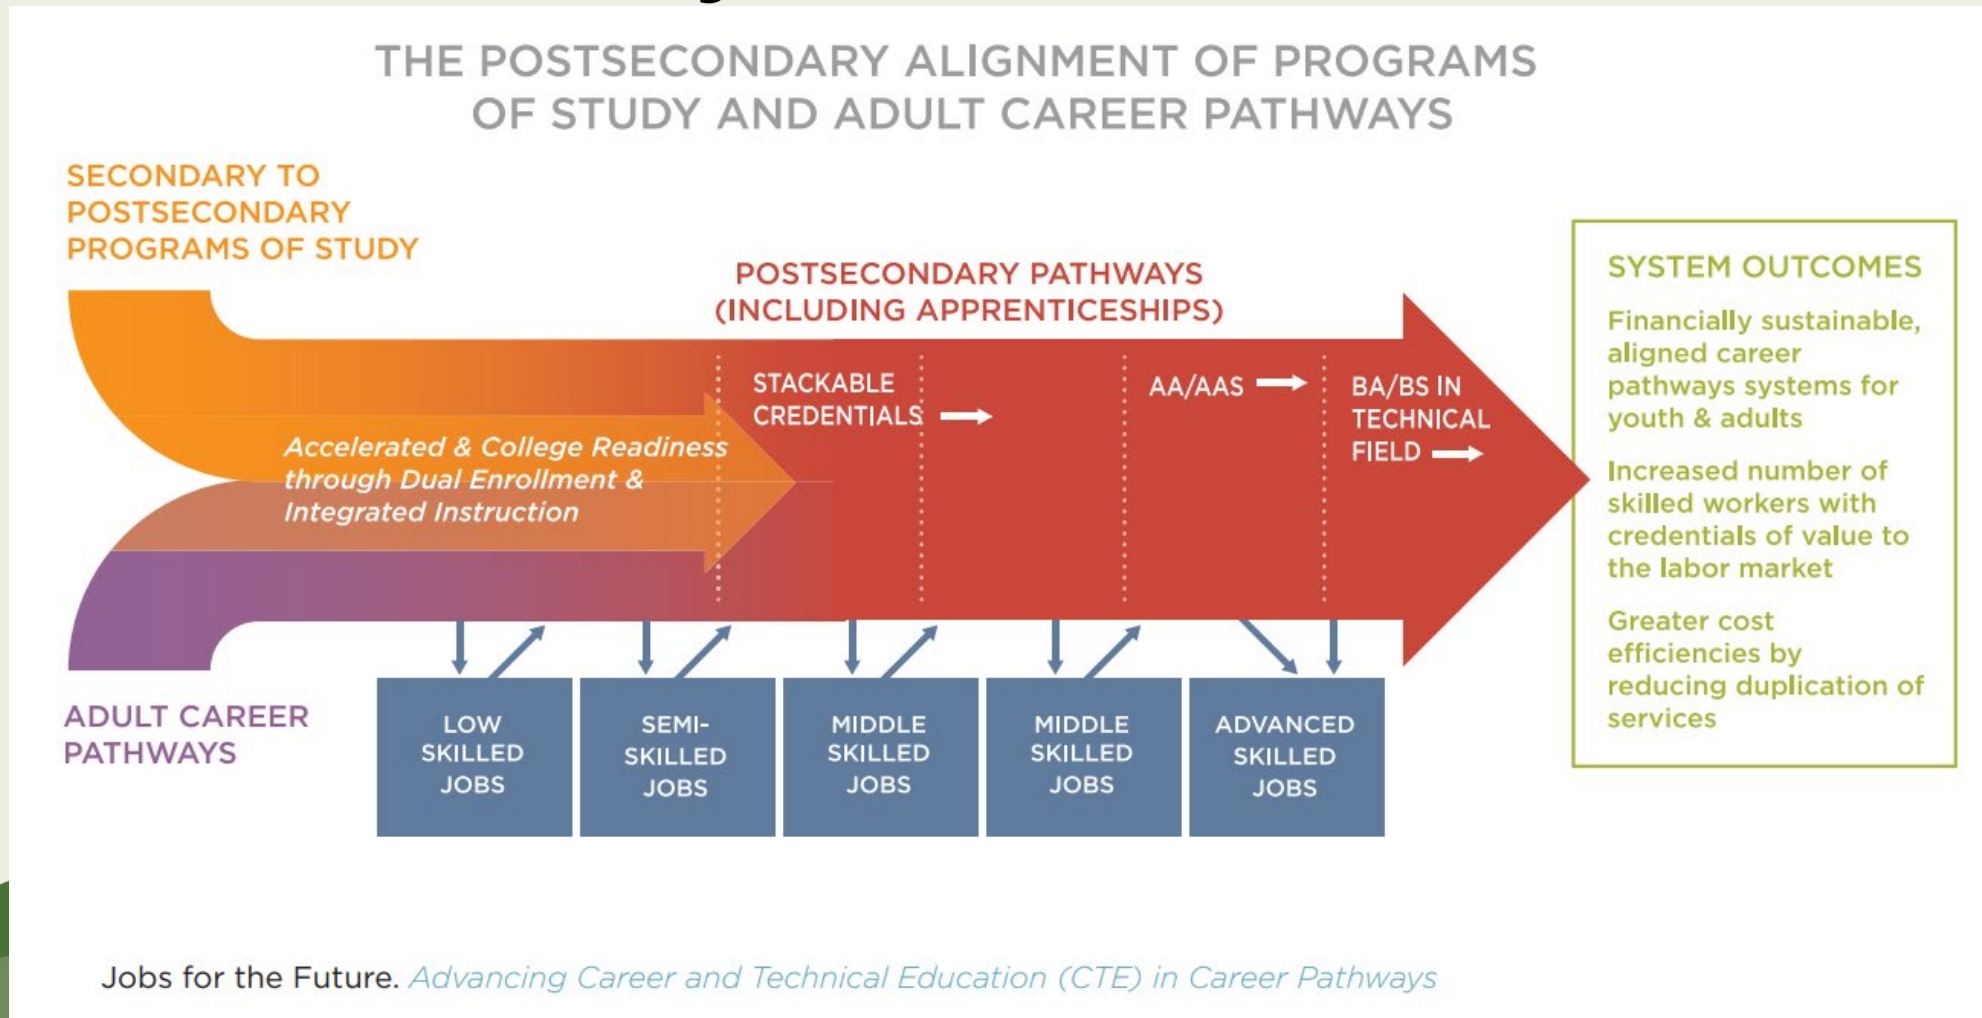 THE POSTSECONDARY ALIGNMENT OF PROGRAMS
OF STUDY AND ADULT CAREER PATHWAYS
SECONDARY TO
POSTSECONDARY
PROGRAMS OF STUDY
POSTSECONDARY PATHWAYS
(INCLUDING APPRENTICESHIPS)
Accelerated & College Readiness
through Dual Enrollment &
Integrated Instruction
STACKABLE
CREDENTIALS
AA/AAS
BA/BS IN
TECHNICAL
FIELD
ADULT CAREER
PATHWAYS
LOW
SKILLED
JOBS
SEMI-
SKILLED
JOBS
MIDDLE
SKILLED
JOBS
MIDDLE
SKILLED
JOBS
ADVANCED
SKILLED
JOBS
SYSTEM OUTCOMES
Financially sustainable,
aligned career
pathways systems for
youth & adults
Increased number of
skilled workers with
credentials of value to
the labor market
Greater cost
efficiencies by
reducing duplication of
services
Jobs for the Future. Advancing Career and Technical Education (CTE) in Career Pathways